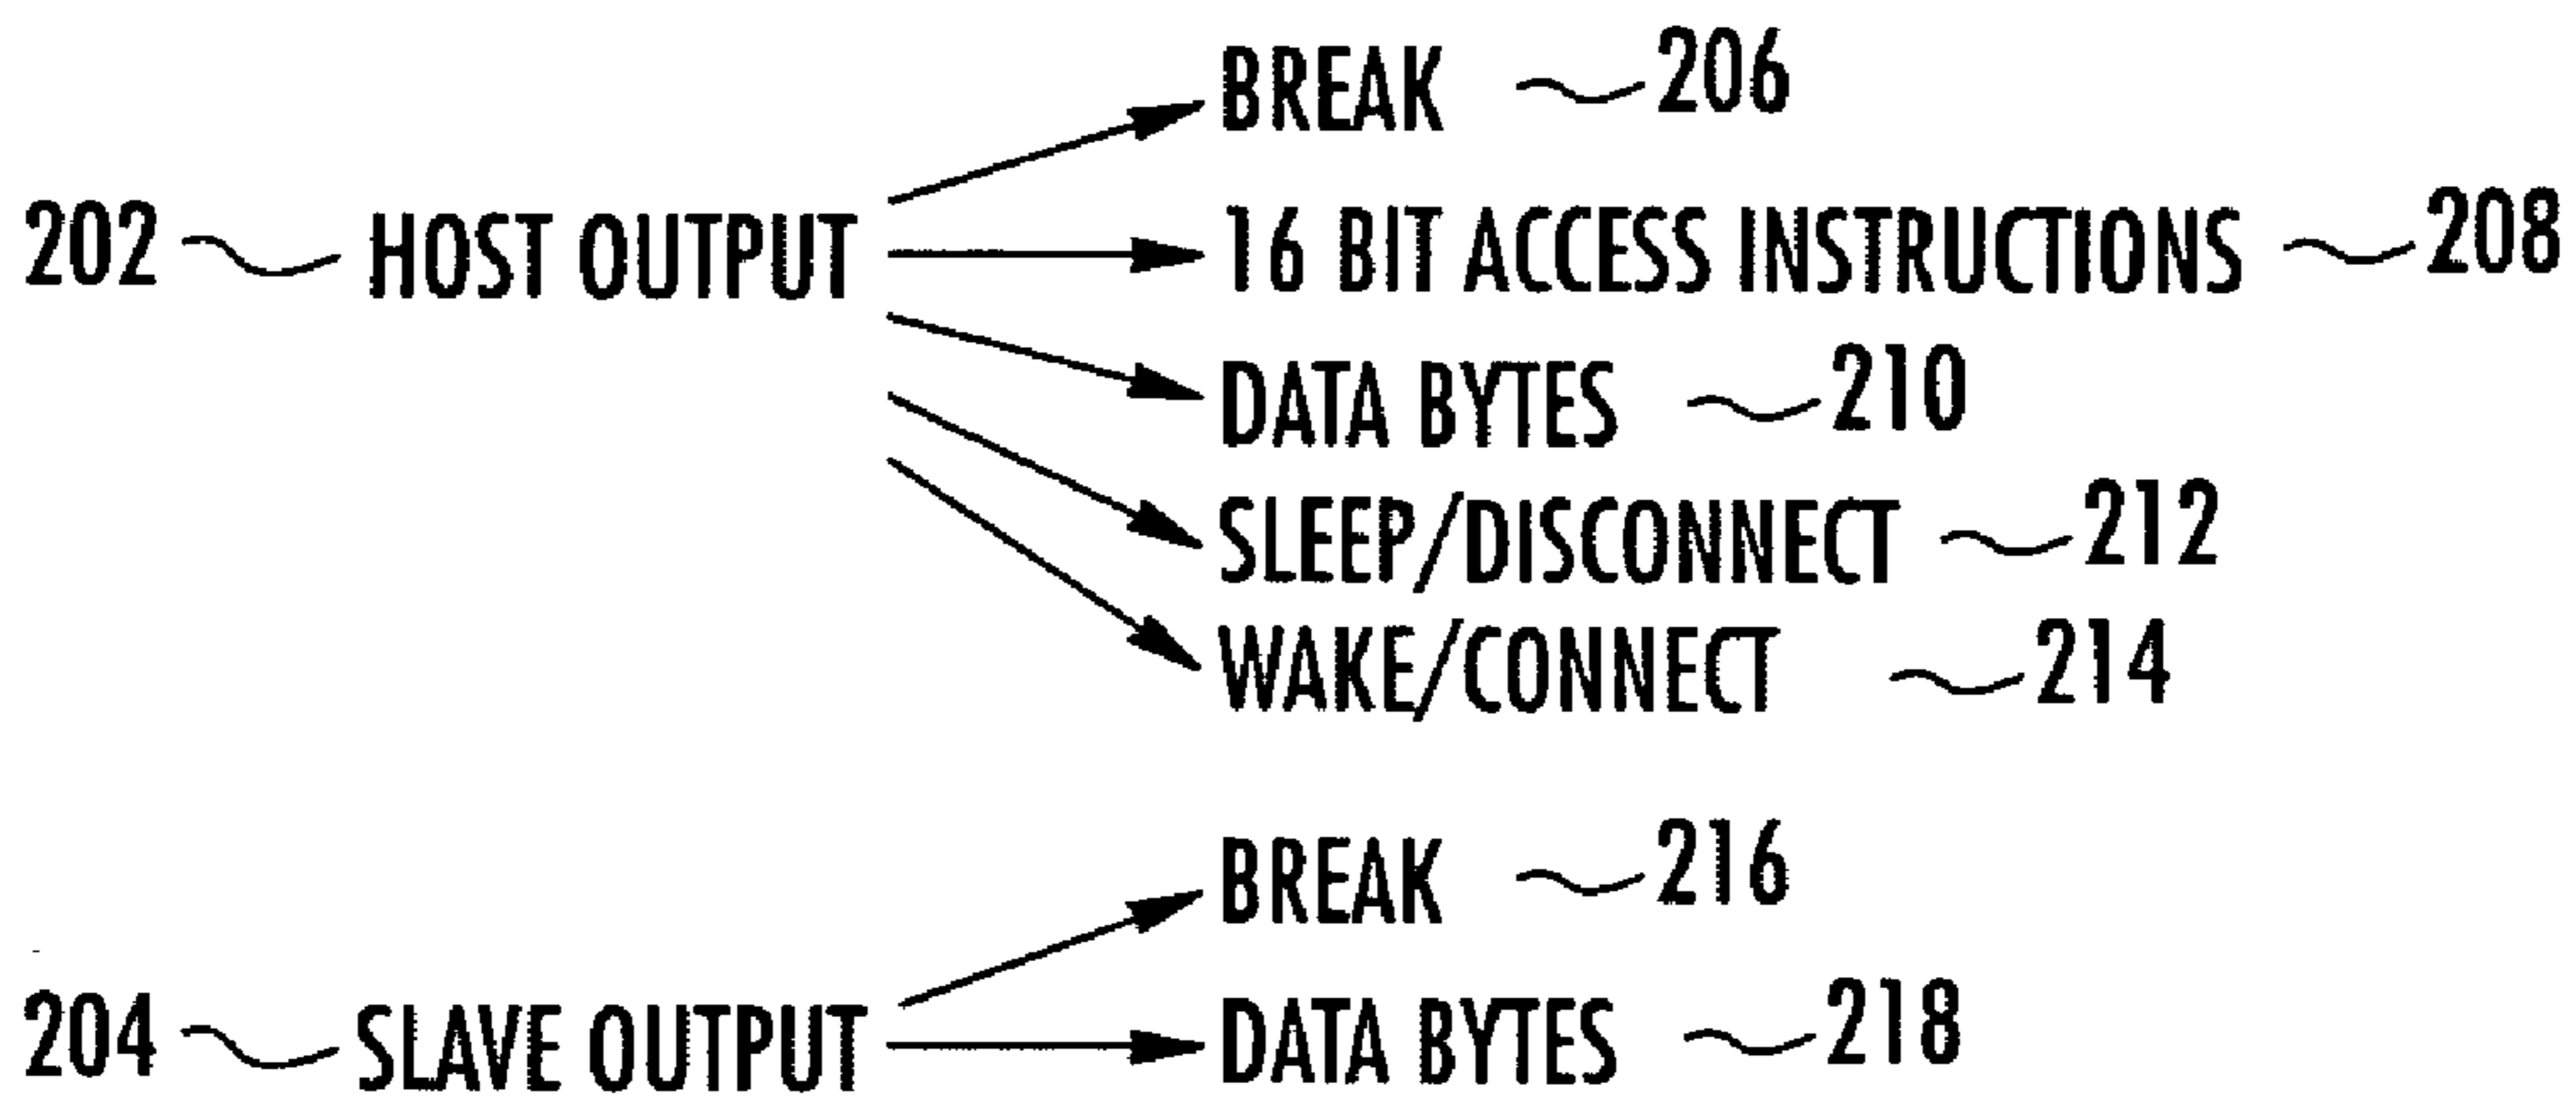 BREAK 206
202 HOST OUTPUT 16 BIT ACCESS INSTRUCTIONS 208
DATA BYTES 210
SLEEP/DISCONNECT 212
WAKE/CONNECT 214
BREAK 216
204 SLAVE OUTPUT DATA BYTES 218